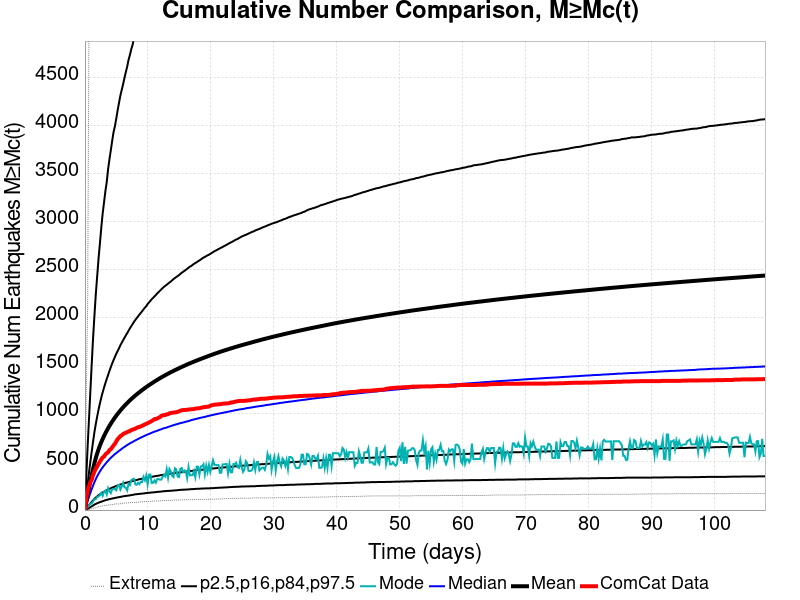 Cumulative Number Comparison, M≥Mc(t)
Cumulative Num Earthquakes M≥Mc(t)
4500
4000
3500
3000
2500
2000
1500
1000
500
0
0 10 20 30 40 50 60 70 80 90 100
Time (days)
Extrema p2.5,p16,p84,p97.5 Mode Median Mean ComCat Data